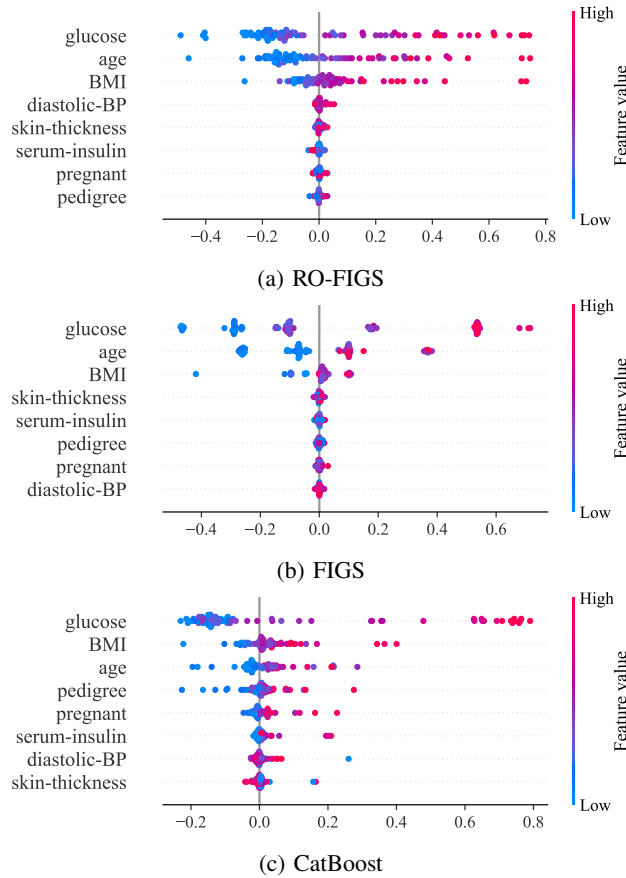 High
glucose
age
BMI
diastolic-BP
skin-thickness
serum-insulin
pregnant
pedigree
Feature value
Low
−0.4 −0.2 0.0 0.2 0.4 0.6 0.8
(a) RO-FIGS
High
glucose
age
BMI
skin-thickness
serum-insulin
pedigree
pregnant
diastolic-BP
Feature value
Low
−0.4 −0.2 0.0 0.2 0.4 0.6
(b) FIGS
High
glucose
BMI
age
pedigree
pregnant
serum-insulin
diastolic-BP
skin-thickness
Feature value
Low
−0.2 0.0 0.2 0.4 0.6 0.8
(c) CatBoost